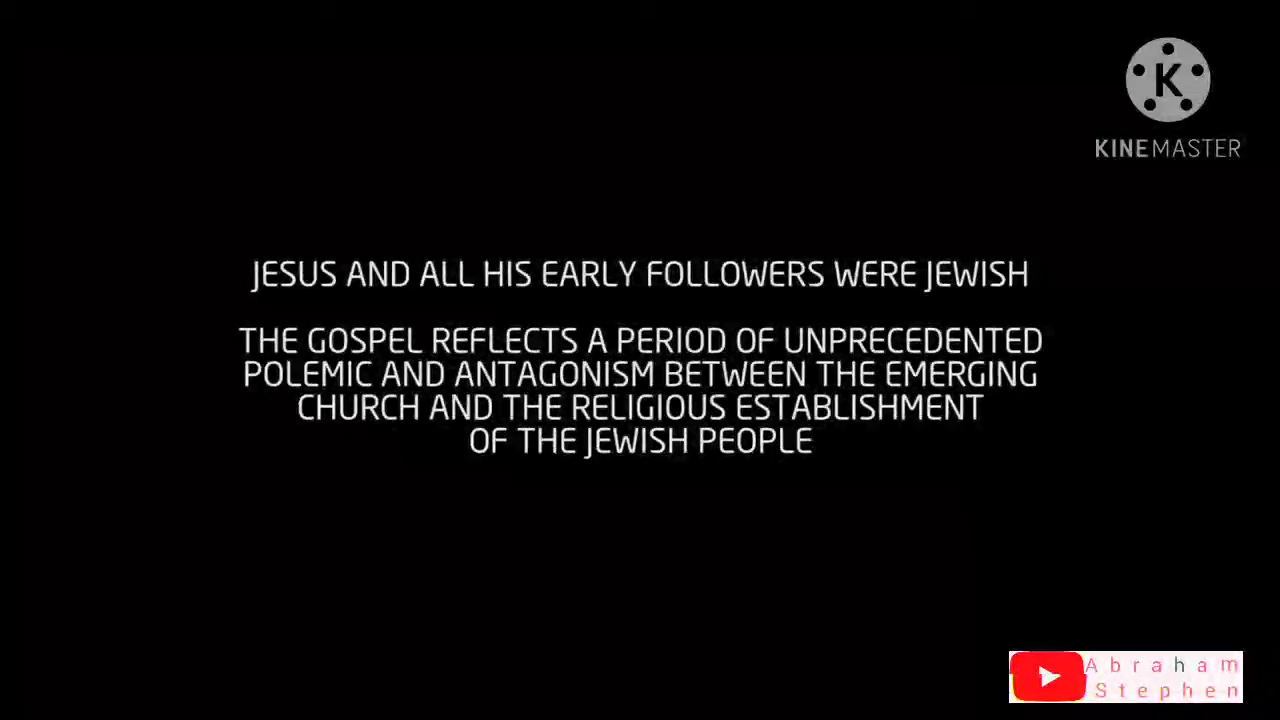 K
KINEMASTER
JESUS AND ALL HIS EARLY FOLLOWERS WERE JEWISH
THE GOSPEL REFLECTS A PERIOD OF UNPRECEDENTED
POLEMIC AND ANTAGONISM BETWEEN THE EMERGING
CHURCH AND THE RELIGIOUS ESTABLISHMENT
OF THE JEWISH PEOPLE
Abraham
Stephen